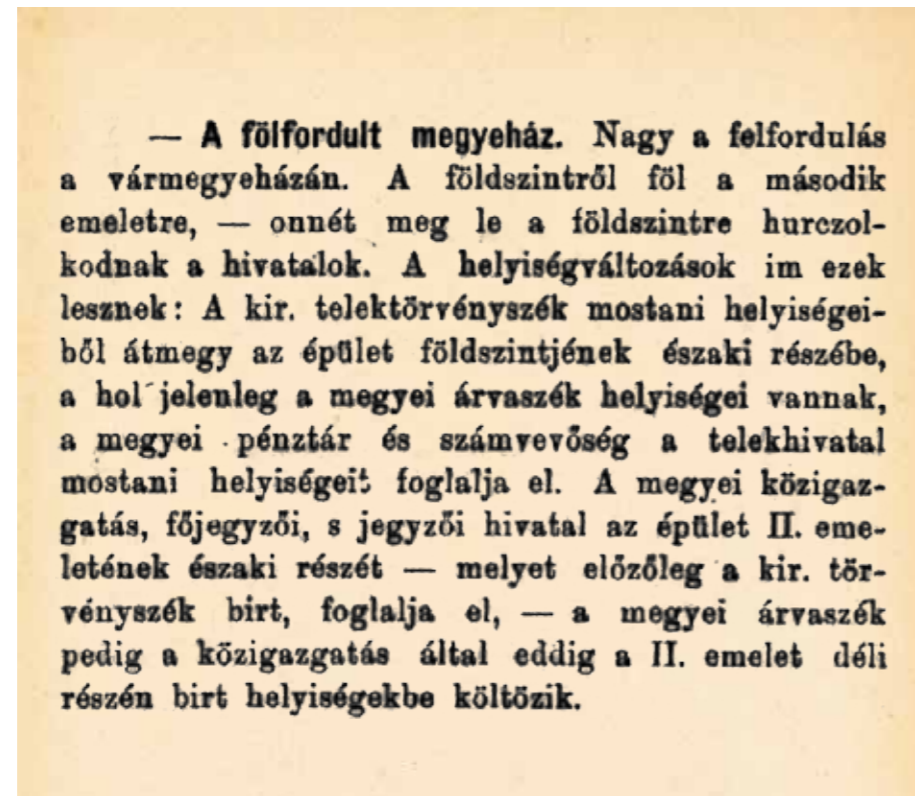 — A fölfordult megyeház. Nagy a felfordulás
a vármegyeházán. A földszintről föl a második
emeletre, — onnét meg le a földszintre hurczol-
kodnak a hivatalok. A helyiségváltozások im ezek
lesznek: A kir. telektörvényszék mostani helyiségei-
ből átmegy az épület földszintjének északi részébe,
a hol jelenleg a megyei árvaszék helyiségei vannak,
a megyei pénztár és számvevőség a telekhivatal
mostani helyiségeit foglalja el. A megyei közigaz-
gatás, főjegyzői, s jegyzői hivatal az épület II. eme-
letének északi részét — melyet előzőleg a kir. tör-
vényszék birt, foglalja el, — a megyei árvaszék
pedig a közigazgatás által eddig a II. emelet déli
részén birt helyiségekbe költözik.